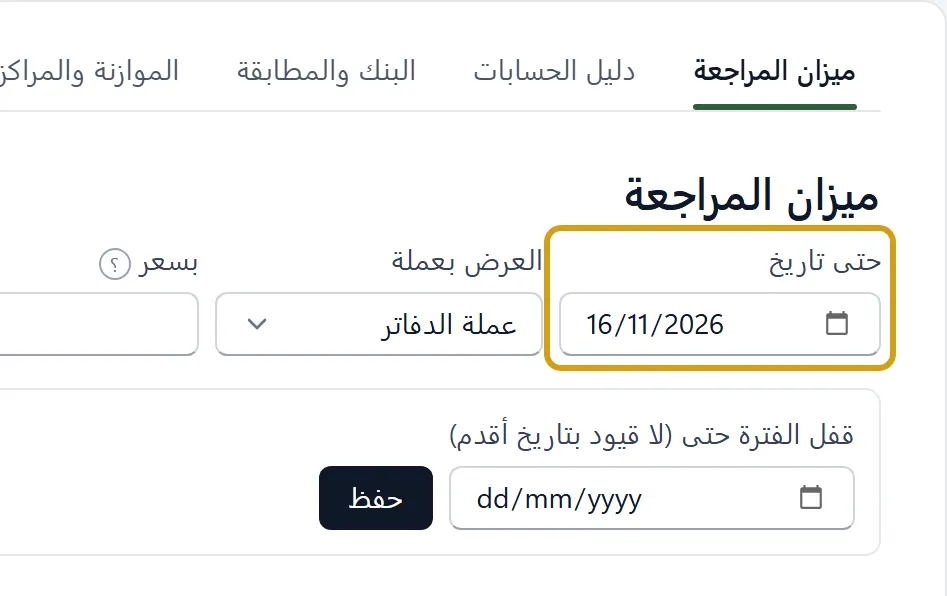 ميزان المراجعة دليل الحسابات البنك والمطابقة الموازنة والمراكز
ميزان المراجعة
حتى تاريخ العرض بعملة بسعر ؟
16/11/2026 عملة الدفاتر
قفل الفترة حتى (لا قيود بتاريخ أقدم)
dd/mm/yyyy حفظ